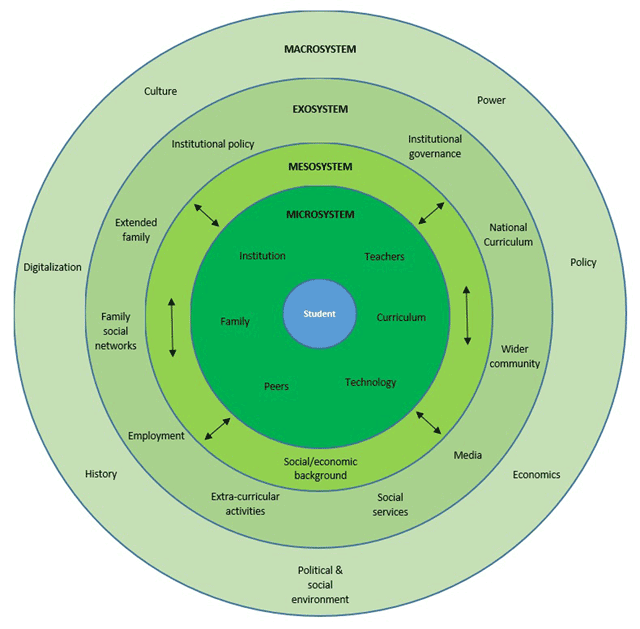 MACROSYSTEM
Culture
Power
EXOSYSTEM
Institutional policy
Institutional
governance
MESOSYSTEM
MICROSYSTEM
Extended
family
National
Curriculum
Institution
Teachers
Digitalization
Policy
Student
Family
Curriculum
Family
social
networks
Wider
community
Peers
Technology
Employment
Media
Social/economic
background
History
Economics
Extra-curricular
activities
Social
services
Political &
social
environment